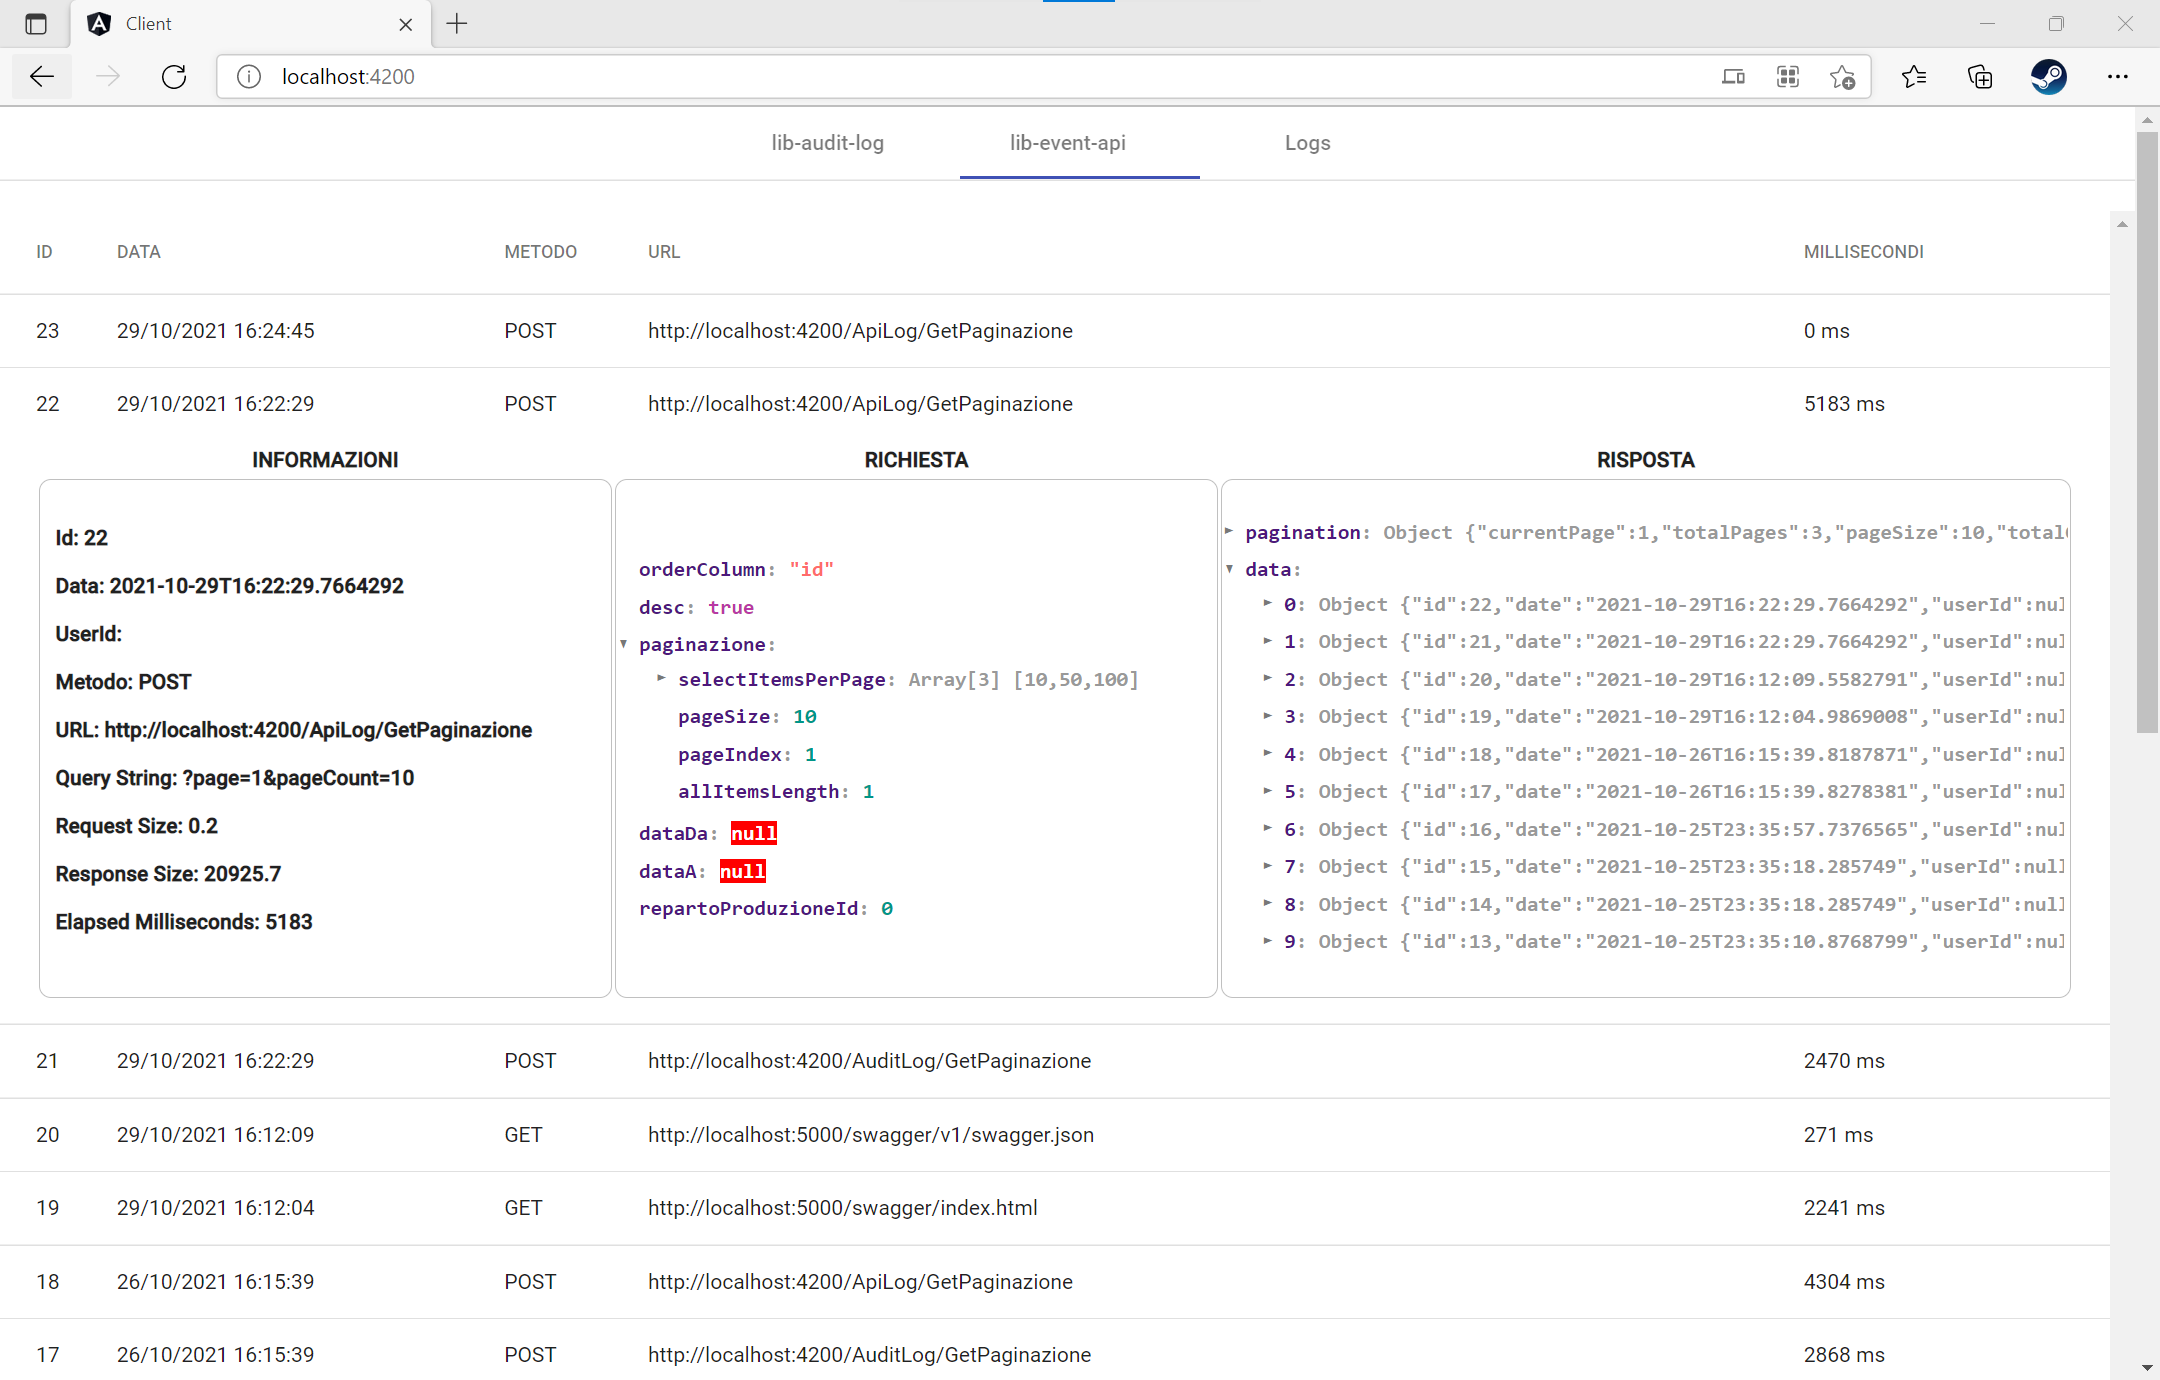 Client
localhost:4200
lib-audit-log lib-event-api Logs
ID DATA METODO URL MILLISECONDI
23 29/10/2021 16:24:45 POST http://localhost:4200/ApiLog/GetPaginazione 0 ms
22 29/10/2021 16:22:29 POST http://localhost:4200/ApiLog/GetPaginazione 5183 ms
INFORMAZIONI
Id: 22
Data: 2021-10-29T16:22:29.7664292
UserId:
Metodo: POST
URL: http://localhost:4200/ApiLog/GetPaginazione
Query String: ?page=1&pageCount=10
Request Size: 0.2
Response Size: 20925.7
Elapsed Milliseconds: 5183
RICHIESTA
orderColumn: "id"
desc: true
paginazione:
selectItemsPerPage: Array[3] [10,50,100]
pageSize: 10
pageIndex: 1
allItemsLength: 1
dataDa: null
dataA: null
repartoProduzioneId: 0
RISPOSTA
pagination: Object {"currentPage":1,"totalPages":3,"pageSize":10,"total
data:
0: Object {"id":22,"date":"2021-10-29T16:22:29.7664292","userId":nul
1: Object {"id":21,"date":"2021-10-29T16:22:29.7664292","userId":nul
2: Object {"id":20,"date":"2021-10-29T16:12:09.5582791","userId":nul
3: Object {"id":19,"date":"2021-10-29T16:12:04.9869008","userId":nul
4: Object {"id":18,"date":"2021-10-26T16:15:39.8187871","userId":nul
5: Object {"id":17,"date":"2021-10-26T16:15:39.8278381","userId":nul
6: Object {"id":16,"date":"2021-10-25T23:35:57.7376565","userId":nul
7: Object {"id":15,"date":"2021-10-25T23:35:18.285749","userId":null
8: Object {"id":14,"date":"2021-10-25T23:35:18.285749","userId":null
9: Object {"id":13,"date":"2021-10-25T23:35:10.8768799","userId":nul
21 29/10/2021 16:22:29 POST http://localhost:4200/AuditLog/GetPaginazione 2470 ms
20 29/10/2021 16:12:09 GET http://localhost:5000/swagger/v1/swagger.json 271 ms
19 29/10/2021 16:12:04 GET http://localhost:5000/swagger/index.html 2241 ms
18 26/10/2021 16:15:39 POST http://localhost:4200/ApiLog/GetPaginazione 4304 ms
17 26/10/2021 16:15:39 POST http://localhost:4200/AuditLog/GetPaginazione 2868 ms